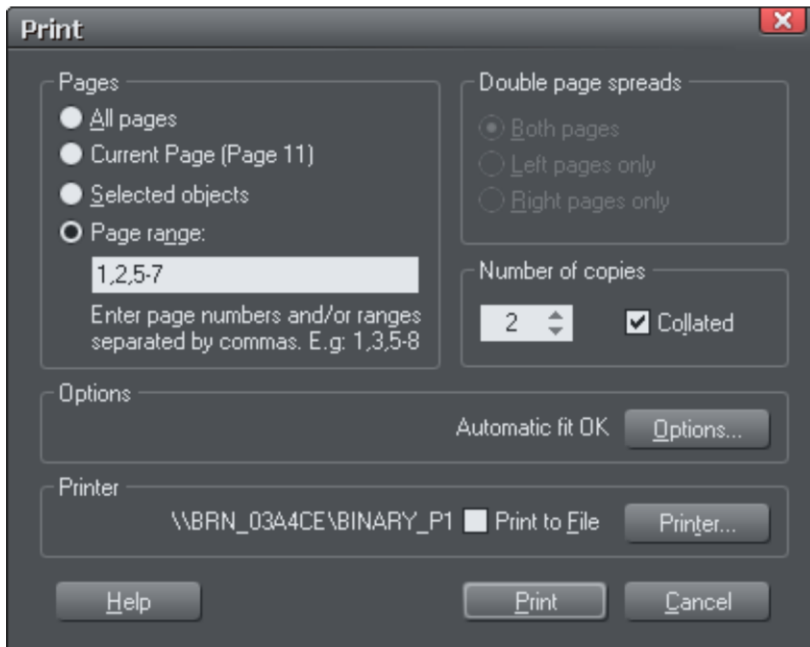 Print
Pages
All pages
Current Page (Page 11)
Selected objects
Page range:
1,2,5-7
Enter page numbers and/or ranges
separated by commas. E.g: 1,3,5-8
Double page spreads
Both pages
Left pages only
Right pages only
Number of copies
2
Collated
Options
Automatic fit OK
Options...
Printer
\\BRN_03A4CE\BINARY_P1
Print to File
Printer...
Help
Print
Cancel